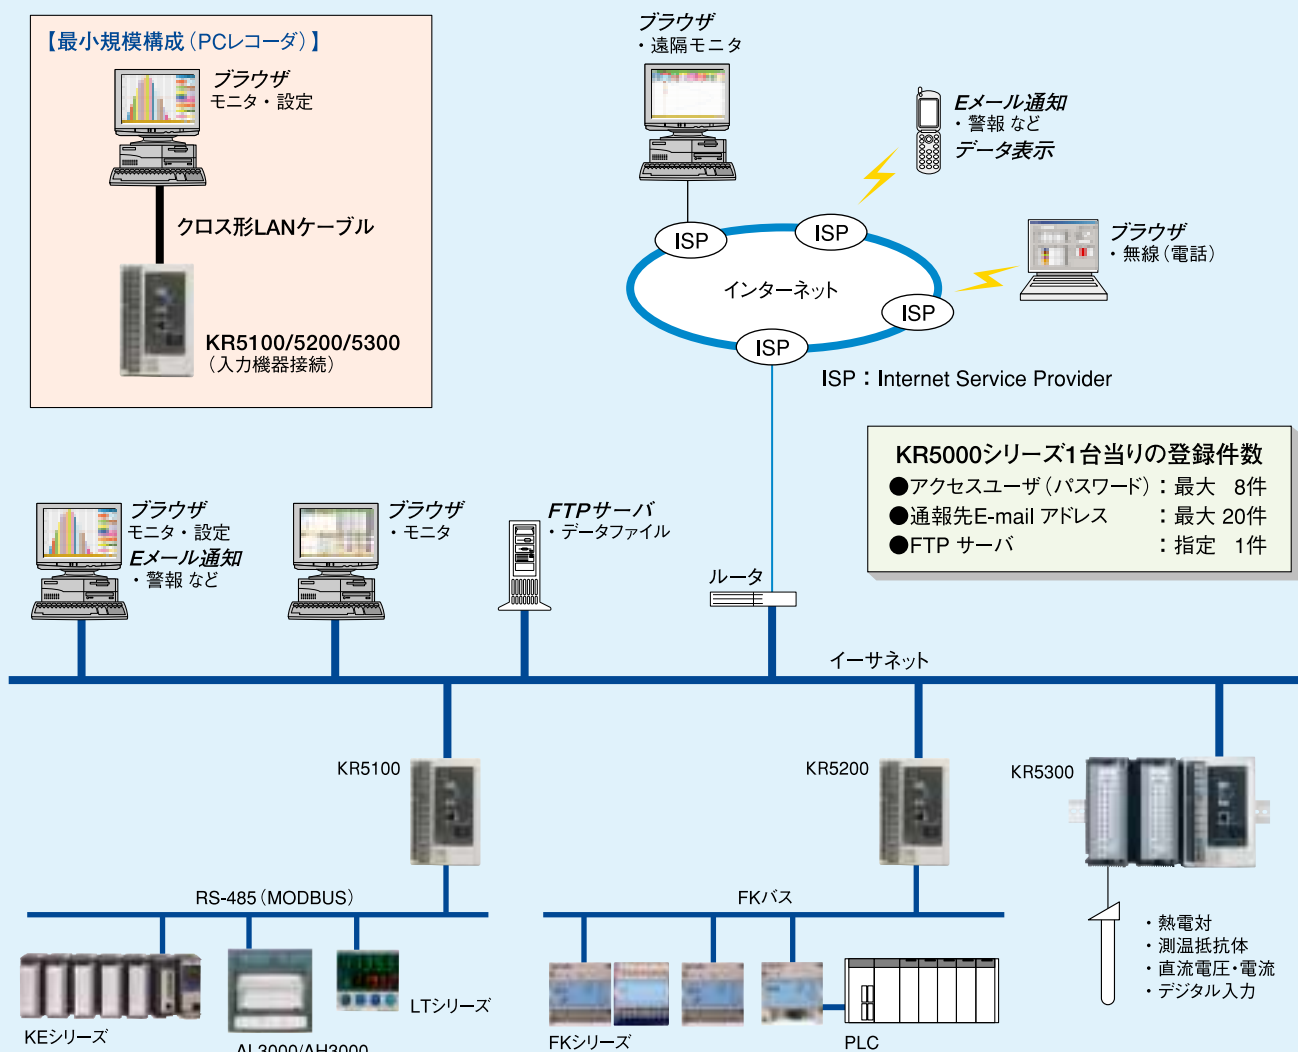 【最小規模構成（PCレコーダ）】
ブラウザ
モニタ・設定
クロス形LANケーブル
KR5100/5200/5300
（入力機器接続）
ブラウザ
・遠隔モニタ
Eメール通知
・警報 など
データ表示
ブラウザ
・無線（電話）
ISP
ISP
ISP
ISP
インターネット
ISP：Internet Service Provider
KR5000シリーズ1台当りの登録件数
●アクセスユーザ（パスワード）：最大 8件
●通報先E-mail アドレス ：最大 20件
●FTP サーバ ：指定 1件
ブラウザ
モニタ・設定
Eメール通知
・警報 など
ブラウザ
・モニタ
FTPサーバ
・データファイル
ルータ
イーサネット
KR5100
KR5200
KR5300
RS-485（MODBUS）
FKバス
・熱電対
・測温抵抗体
・直流電圧・電流
・デジタル入力
KEシリーズ
AL3000/AH3000
LTシリーズ
FKシリーズ
PLC